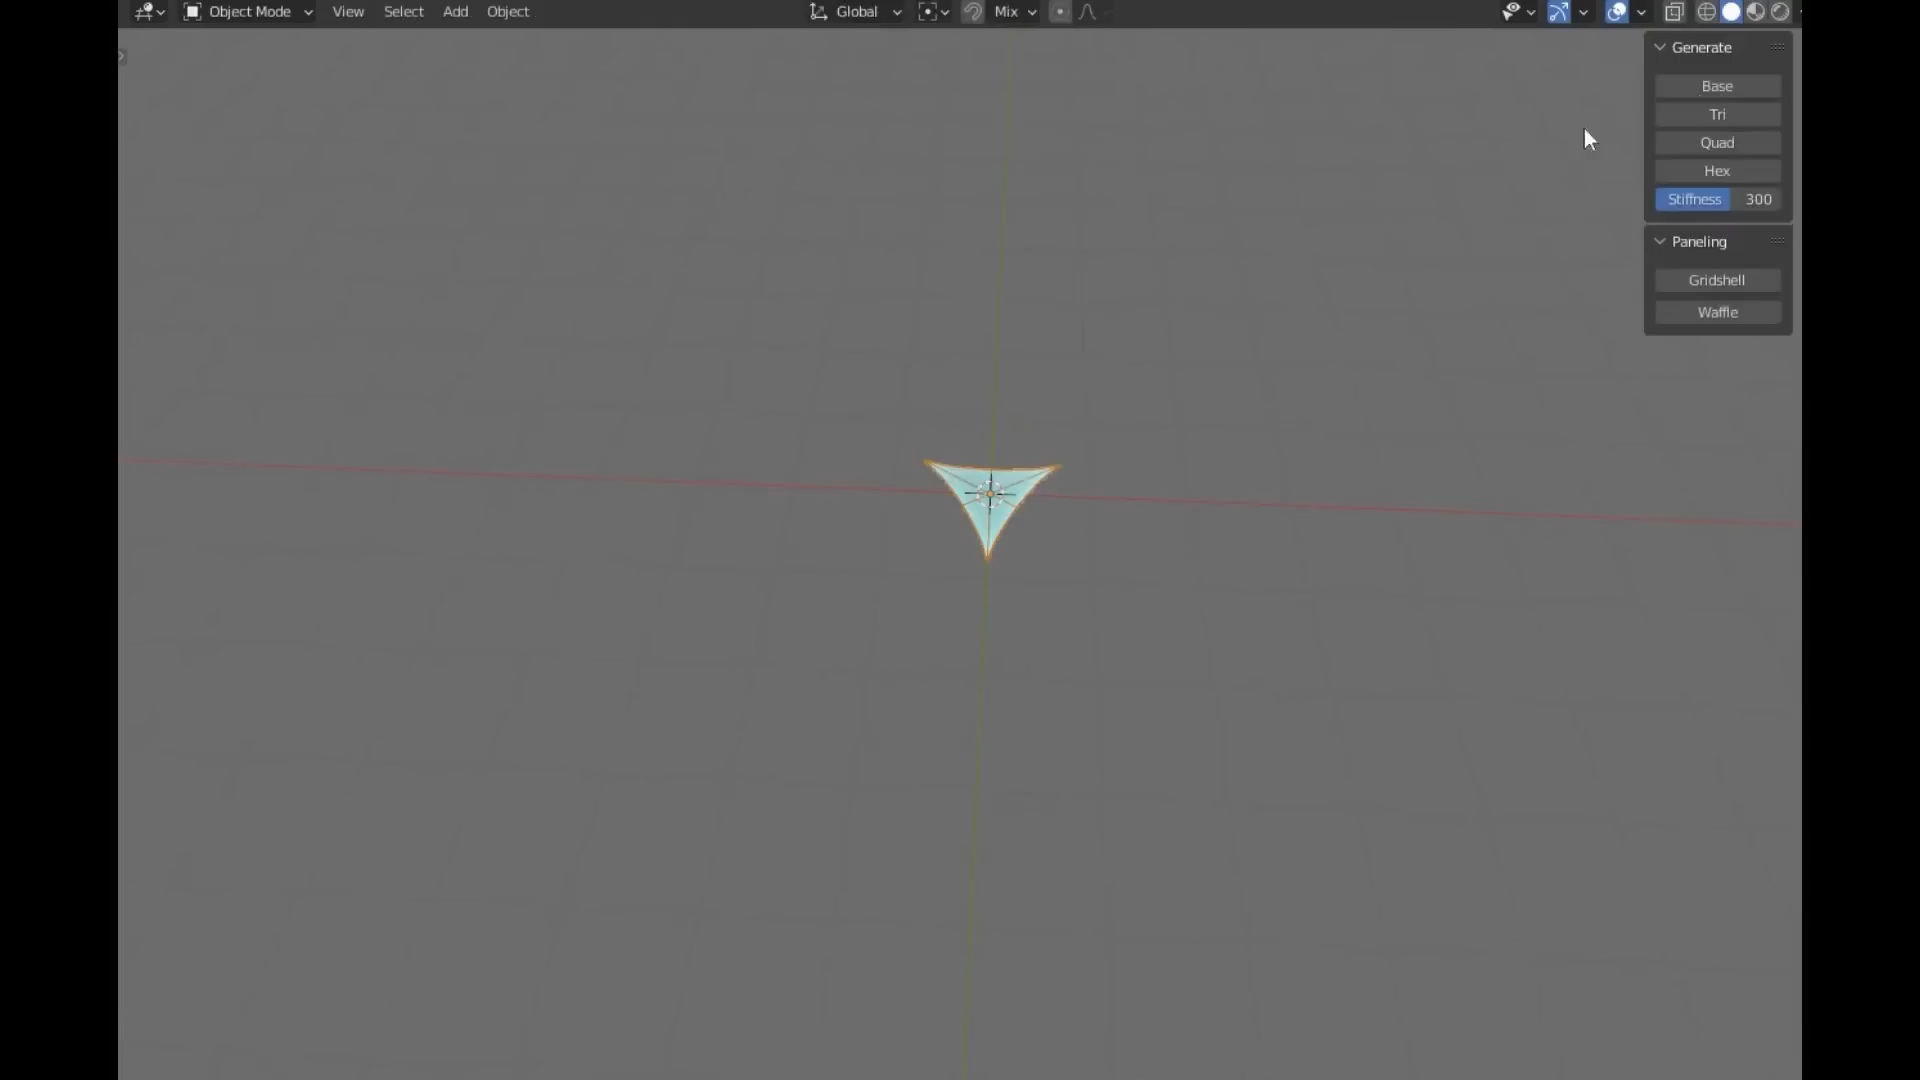 Object Mode View Select Add Object Global Mix
Generate
Base
Tri
Quad
Hex
Stiffness 300
Paneling
Gridshell
Waffle